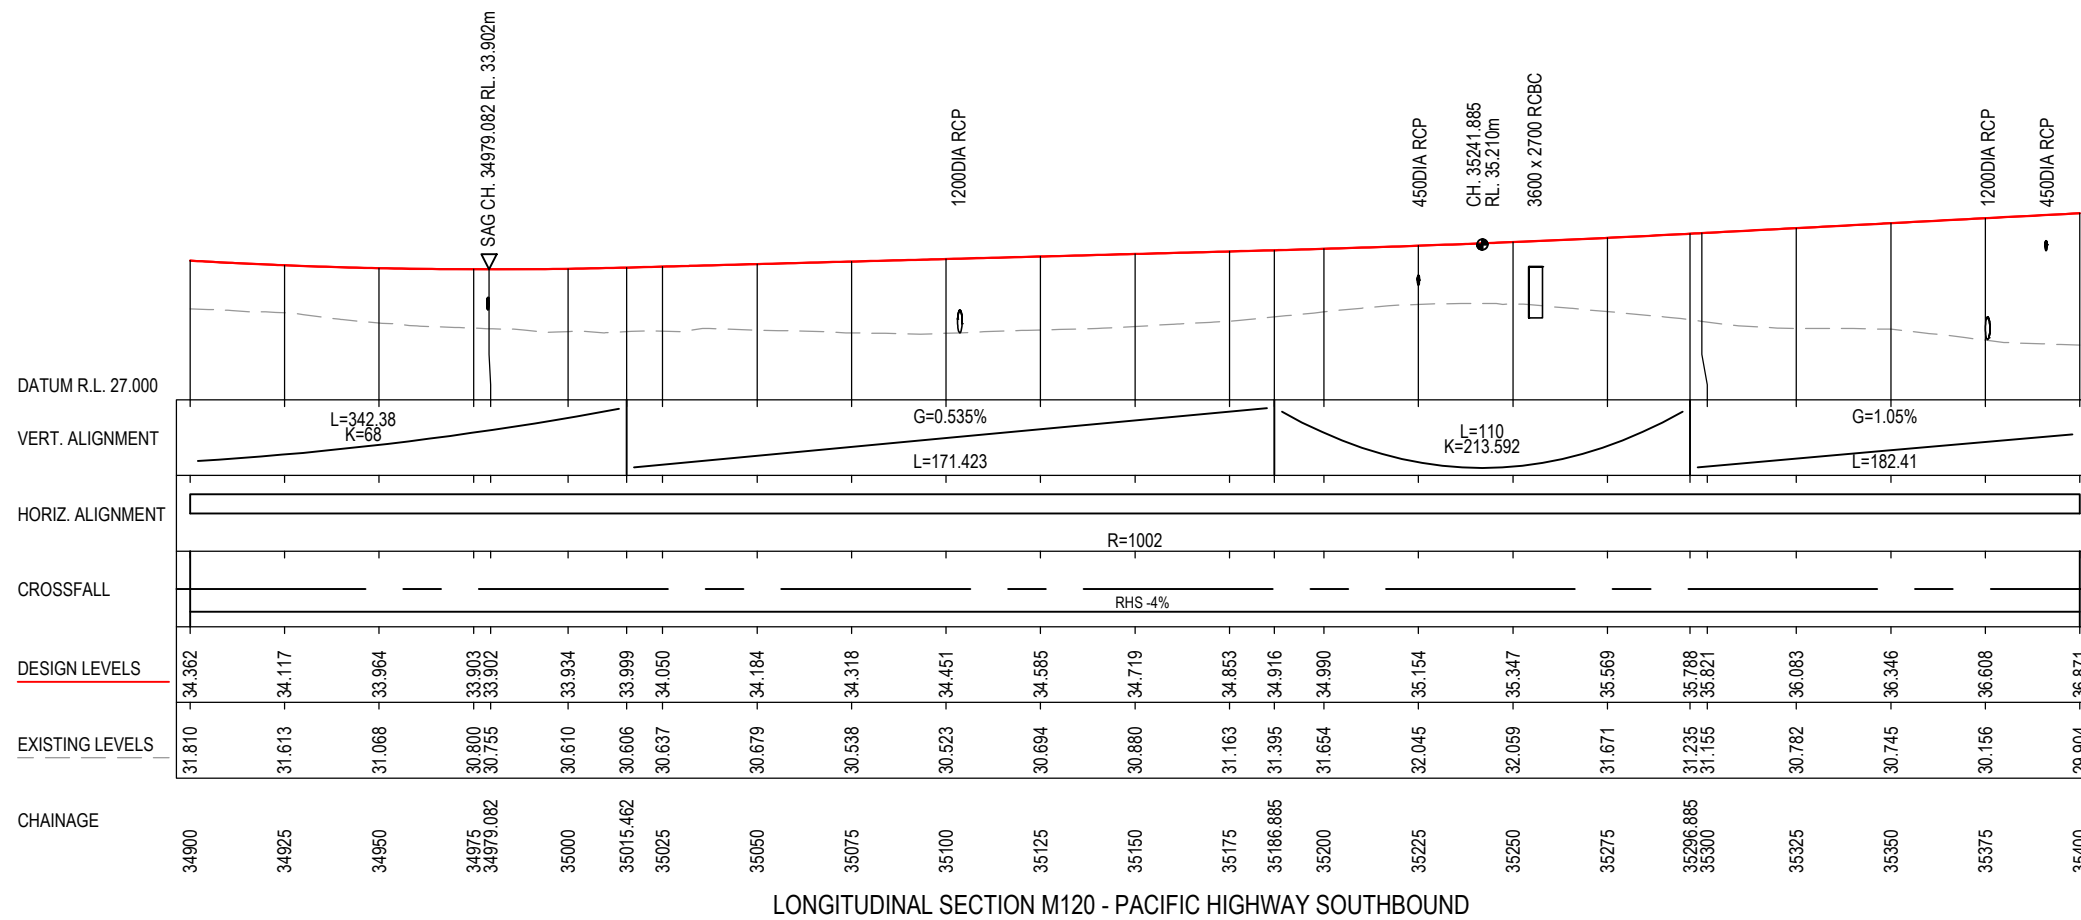 SAG CH. 34979.082 RL. 33.902m
1200DIA RCP
450DIA RCP
CH. 35241.885
RL. 35.210m
3600 x 2700 RCBC
1200DIA RCP
450DIA RCP
DATUM R.L. 27.000
VERT. ALIGNMENT
L=342.38
K=68
G=0.535%
L=171.423
L=110
K=213.592
G=1.05%
L=182.41
HORIZ. ALIGNMENT
R=1002
CROSSFALL
RHS -4%
DESIGN LEVELS
34.362
34.117
33.964
33.903
33.902
33.934
33.999
34.050
34.184
34.318
34.451
34.585
34.719
34.853
34.916
34.990
35.154
35.347
35.569
35.788
35.821
36.083
36.346
36.608
36.871
EXISTING LEVELS
31.810
31.613
31.068
30.800
30.755
30.610
30.606
30.637
30.679
30.538
30.523
30.694
30.880
31.163
31.395
31.654
32.045
32.059
31.671
31.235
31.155
30.782
30.745
30.156
29.904
CHAINAGE
34900
34925
34950
34975
34979.082
35000
35015.462
35025
35050
35075
35100
35125
35150
35175
35186.885
35200
35225
35250
35275
35296.885
35300
35325
35350
35375
35400
LONGITUDINAL SECTION M120 - PACIFIC HIGHWAY SOUTHBOUND